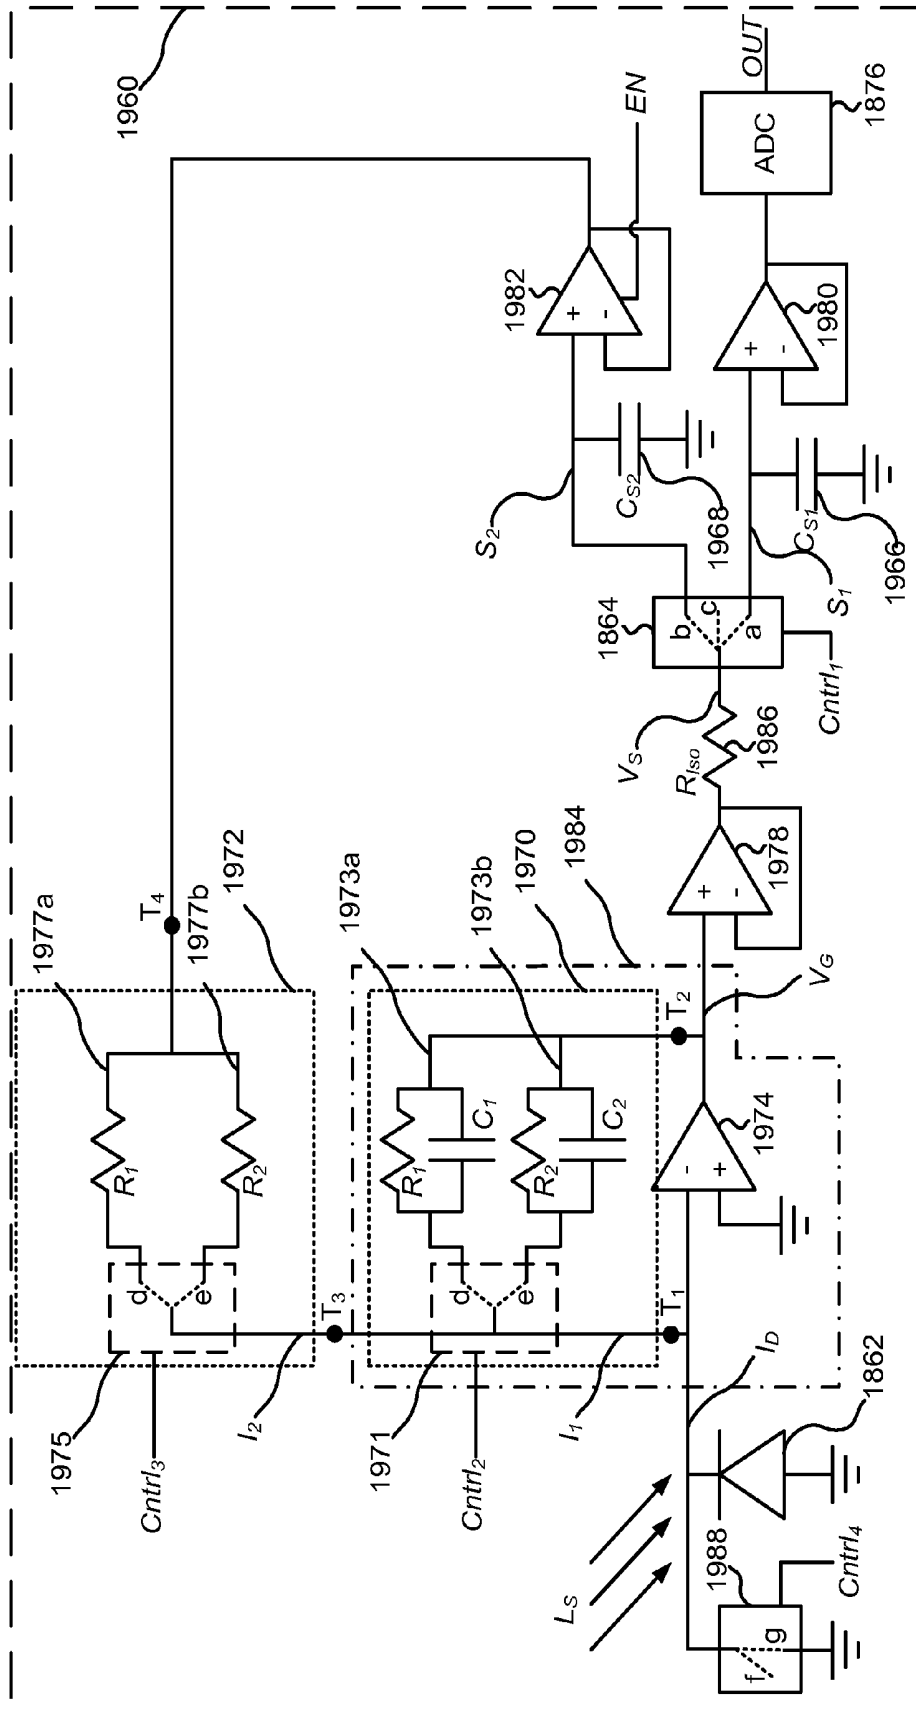 1960
OUT
ADC
1876
EN
1982
+
-
1980
+
-
S2
CS2
1968
CS1
1966
S1
1864
b
c
a
Cntrl1
VS
RIso
1986
1978
+
-
VG
1977a
T4
1977b
1972
1973a
1973b
1970
1984
T2
R1
R2
R1
C1
R2
C2
1974
-
+
d
e
d
e
T3
T1
1975
Cntrl3
I2
1971
Cntrl2
I1
ID
1862
LS
1988
f
g
Cntrl4